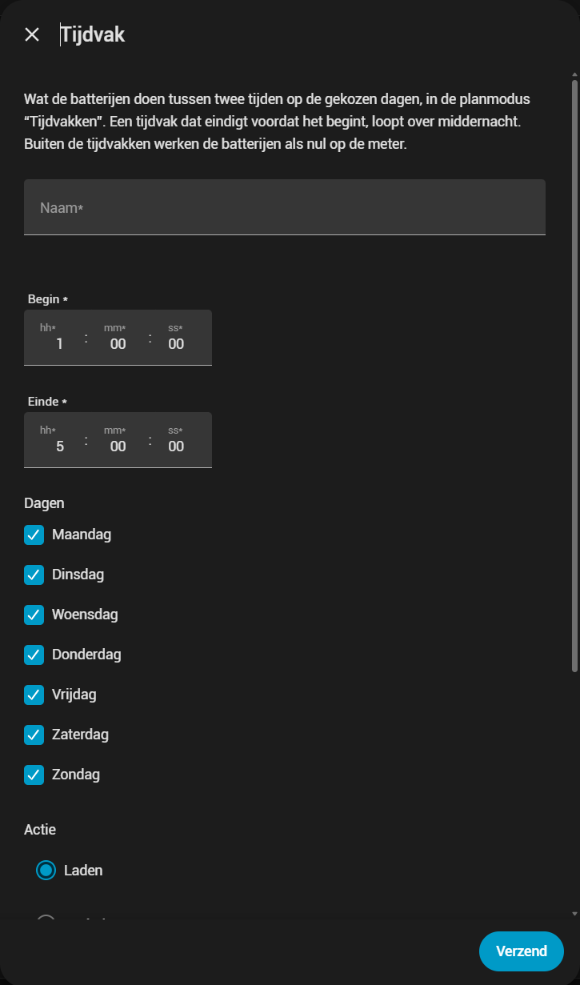 Tijdvak
Wat de batterijen doen tussen twee tijden op de gekozen dagen, in de planmodus
“Tijdvakken”. Een tijdvak dat eindigt voordat het begint, loopt over middernacht.
Buiten de tijdvakken werken de batterijen als nul op de meter.
Naam*
Begin *
hh* mm* ss*
1 : 00 : 00
Einde *
hh* mm* ss*
5 : 00 : 00
Dagen
Maandag
Dinsdag
Woensdag
Donderdag
Vrijdag
Zaterdag
Zondag
Actie
Laden
Verzend